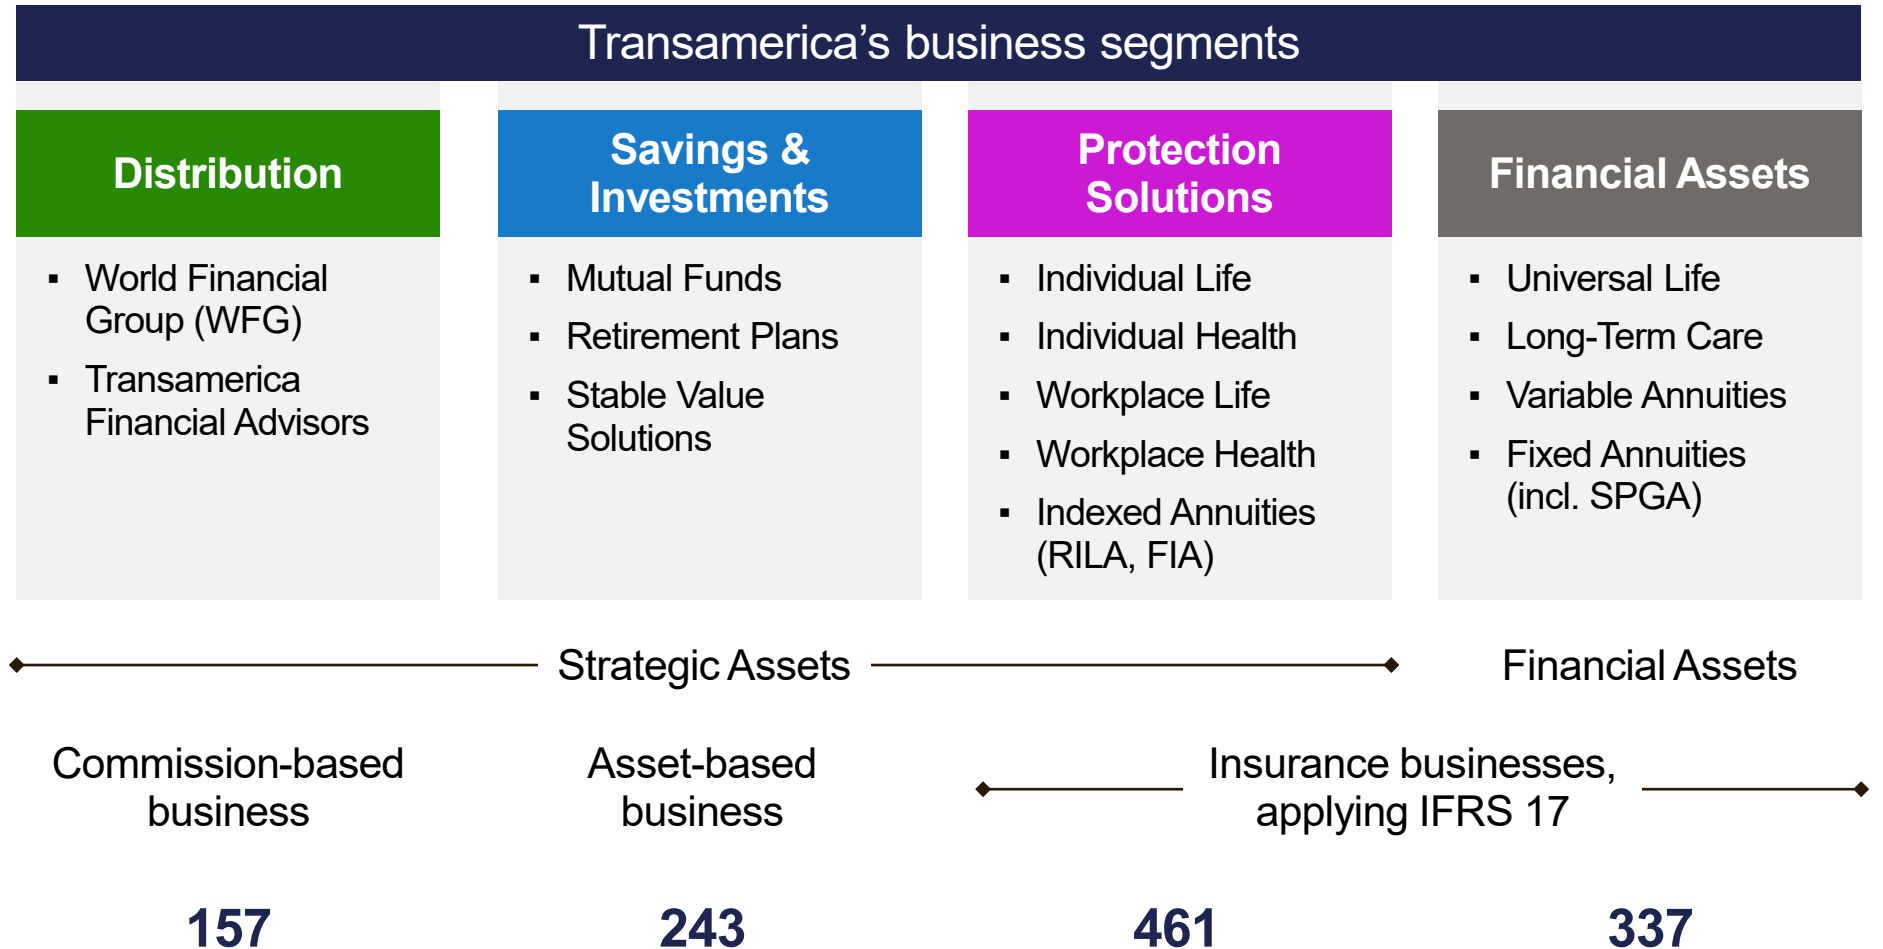 Transamerica’s business segments
Distribution
▪ World Financial
Group (WFG)
▪ Transamerica
Financial Advisors
Savings &
Investments
▪ Mutual Funds
▪ Retirement Plans
▪ Stable Value
Solutions
Protection
Solutions
▪ Individual Life
▪ Individual Health
▪ Workplace Life
▪ Workplace Health
▪ Indexed Annuities
(RILA, FIA)
Financial Assets
▪ Universal Life
▪ Long-Term Care
▪ Variable Annuities
▪ Fixed Annuities
(incl. SPGA)
Strategic Assets
Financial Assets
Commission-based
business
Asset-based
business
Insurance businesses,
applying IFRS 17
157
243
461
337